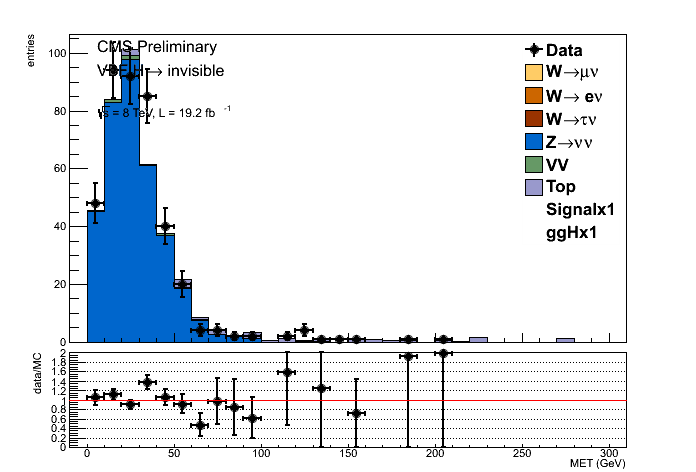 entries
100
80
60
40
20
0
CMS Preliminary
→ invisible
= 8 TeV, L = 19.2 fb -1
Data
W→μν
W→ eν
W→τν
Z→νν
VV
Top
Signalx1
ggHx1
data/MC
2
1.8
1.6
1.4
1.2
1
0.8
0.6
0.4
0.2
0
0 50 100 150 200 250 300
MET (GeV)